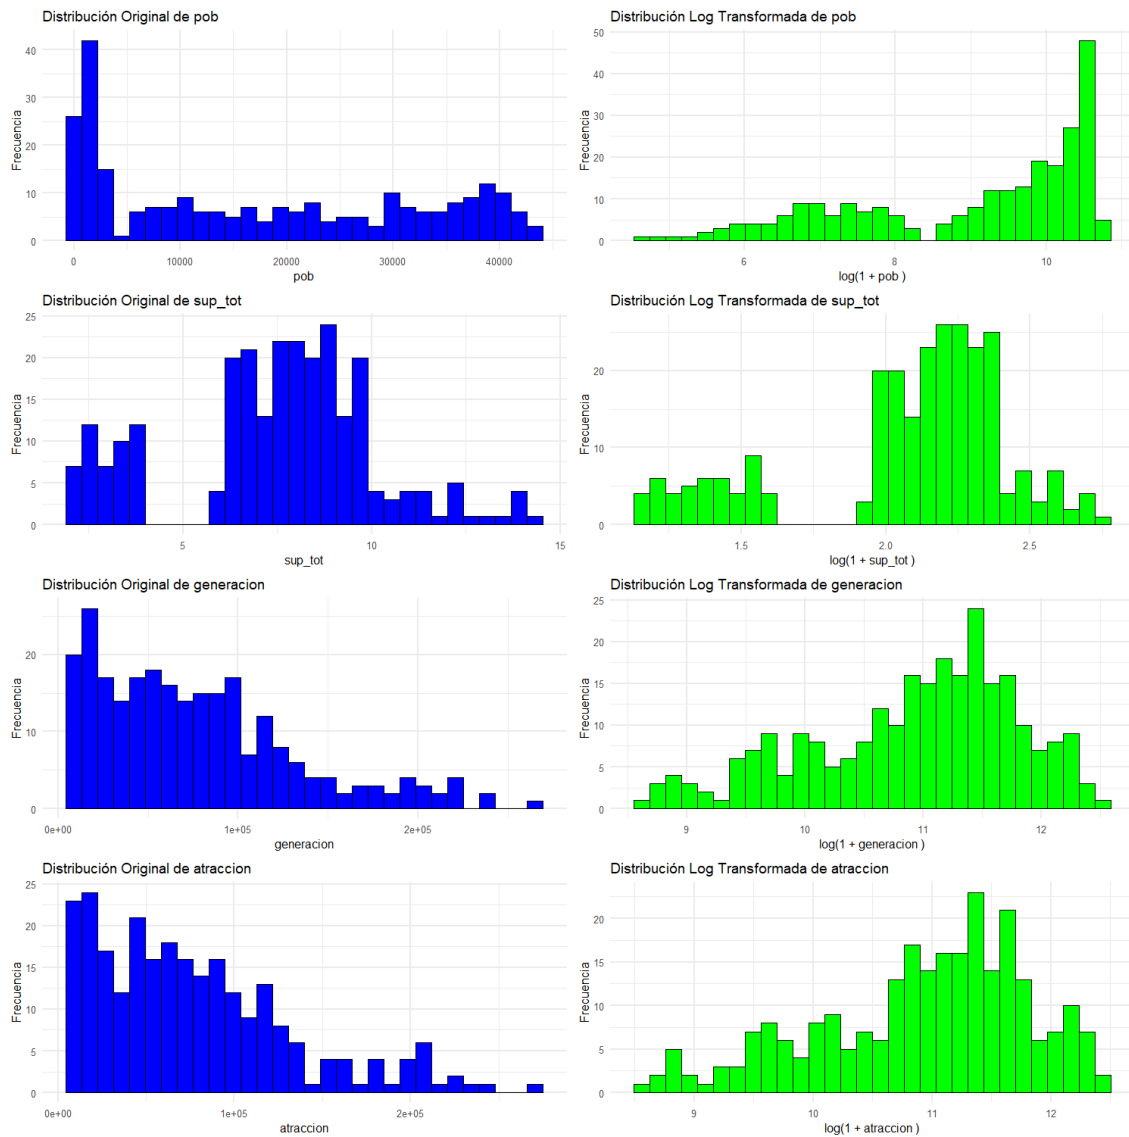 Distribución Original de pob
Frecuencia
40
30
20
10
0
0 10000 20000 30000 40000
pob
Distribución Log Transformada de pob
Frecuencia
50
40
30
20
10
0
6 8 10
log(1 + pob )
Distribución Original de sup_tot
Frecuencia
25
20
15
10
5
0
5 10 15
sup_tot
Distribución Log Transformada de sup_tot
Frecuencia
20
10
0
1.5 2.0 2.5
log(1 + sup_tot )
Distribución Original de generacion
Frecuencia
20
10
0
0e+00 1e+05 2e+05
generacion
Distribución Log Transformada de generacion
Frecuencia
25
20
15
10
5
0
9 10 11 12
log(1 + generacion )
Distribución Original de atraccion
Frecuencia
25
20
15
10
5
0
0e+00 1e+05 2e+05
atraccion
Distribución Log Transformada de atraccion
Frecuencia
20
15
10
5
0
9 10 11 12
log(1 + atraccion )